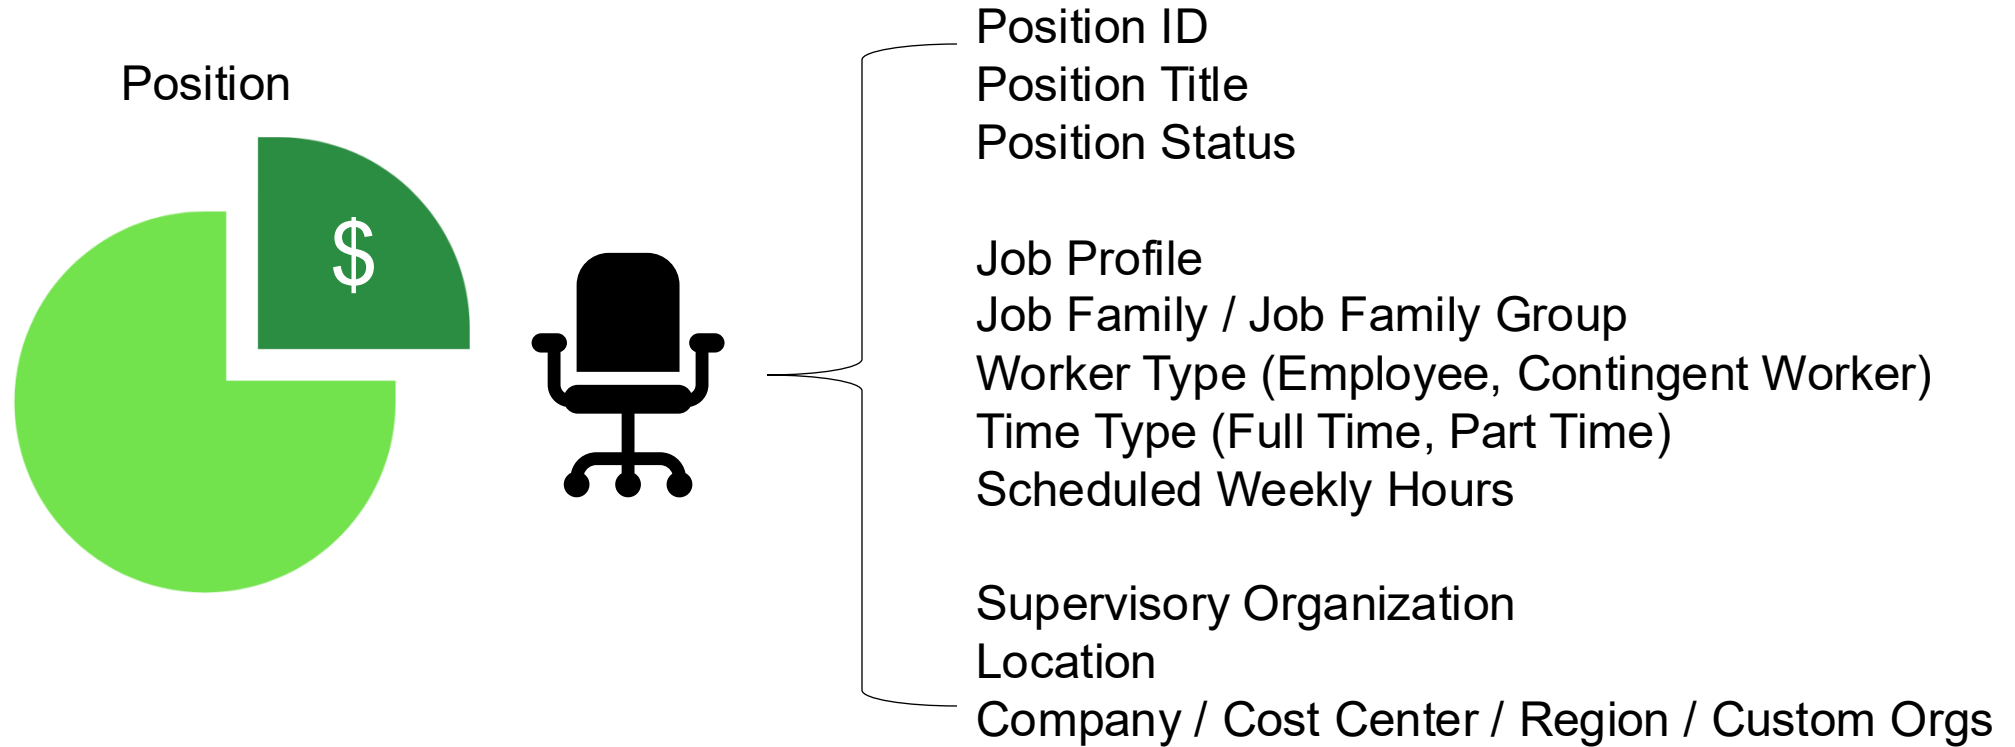 Position
$
Position ID
Position Title
Position Status
Job Profile
Job Family / Job Family Group
Worker Type (Employee, Contingent Worker)
Time Type (Full Time, Part Time)
Scheduled Weekly Hours
Supervisory Organization
Location
Company / Cost Center / Region / Custom Orgs